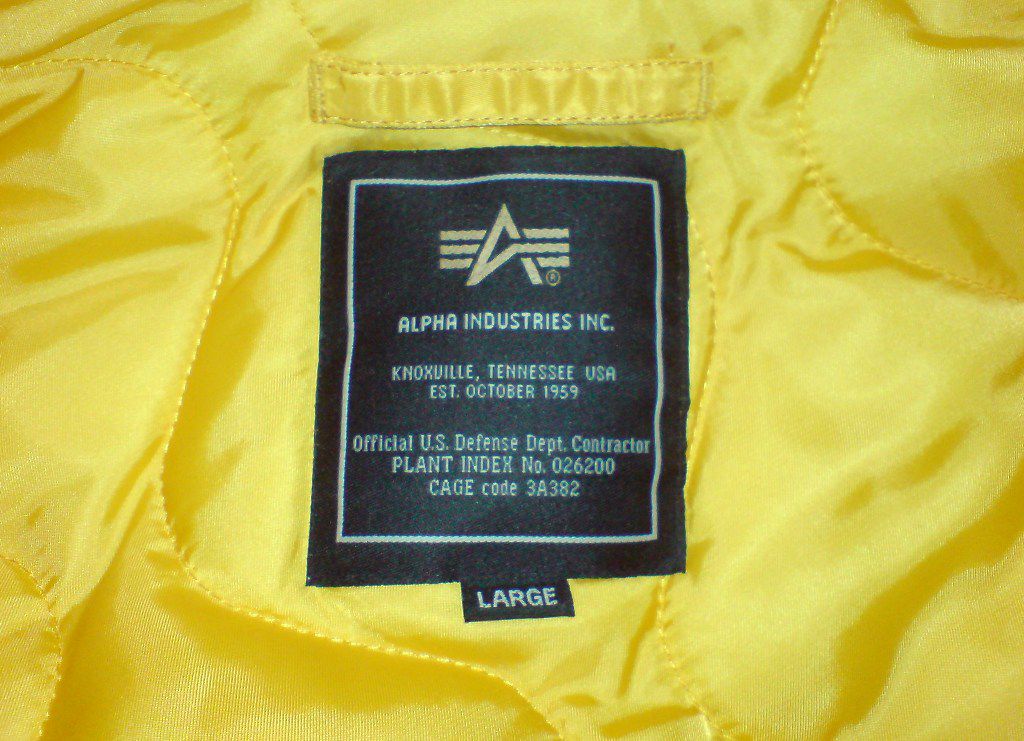 ®
ALPHA INDUSTRIES INC.
KNOXVILLE, TENNESSEE USA
EST. OCTOBER 1959
Official U.S. Defense Dept. Contractor
PLANT INDEX No. 026200
CAGE code 3A382
LARGE